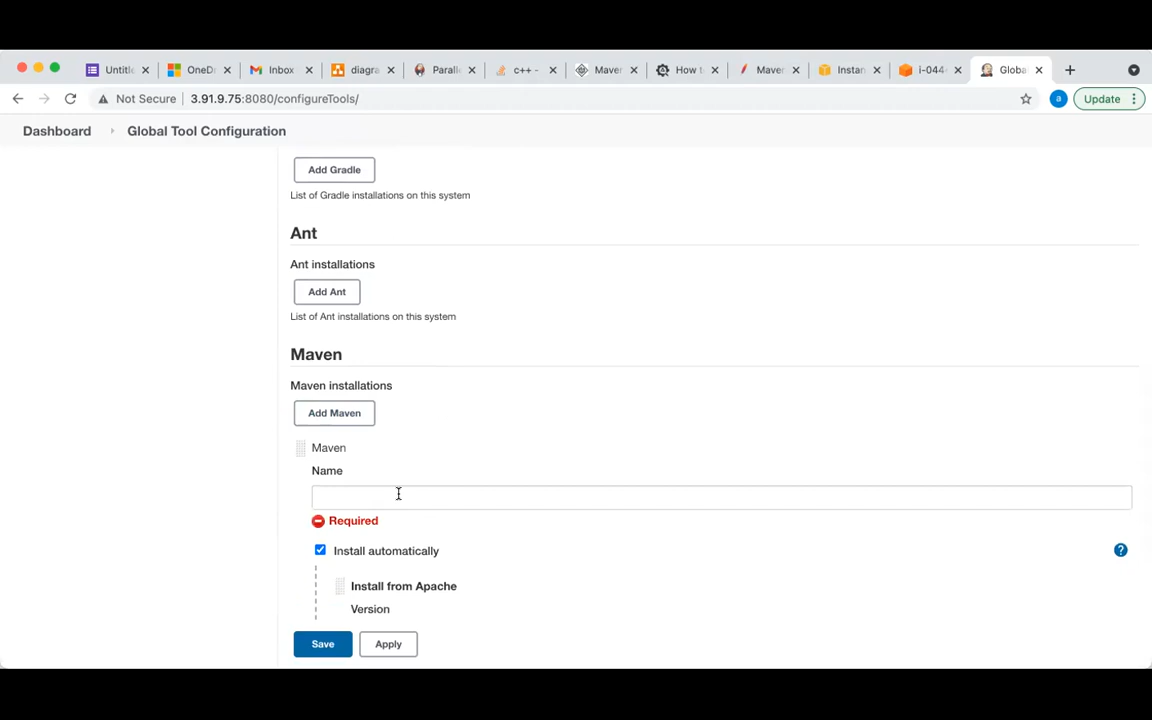 Untitl
OneD
Inbox
diagra
Parall
c++ -
Maver
How t
Maver
Instan
i-044
Globa
Not Secure
3.91.9.75:8080/configureTools/
a
Update
Dashboard
Global Tool Configuration
Add Gradle
List of Gradle installations on this system
Ant
Ant installations
Add Ant
List of Ant installations on this system
Maven
Maven installations
Add Maven
Maven
Name
Required
Install automatically
?
Install from Apache
Version
Save
Apply